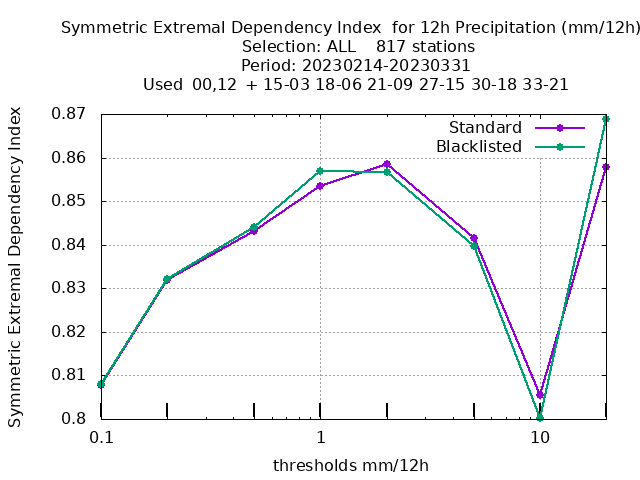 Symmetric Extremal Dependency Index  for 12h Precipitation (mm/12h)
Selection: ALL    817 stations
Period: 20230214-20230331
Used  00,12  + 15-03 18-06 21-09 27-15 30-18 33-21
Symmetric Extremal Dependency Index
0.87
0.86
0.85
0.84
0.83
0.82
0.81
0.8
Standard
Blacklisted
0.1
1
10
thresholds mm/12h